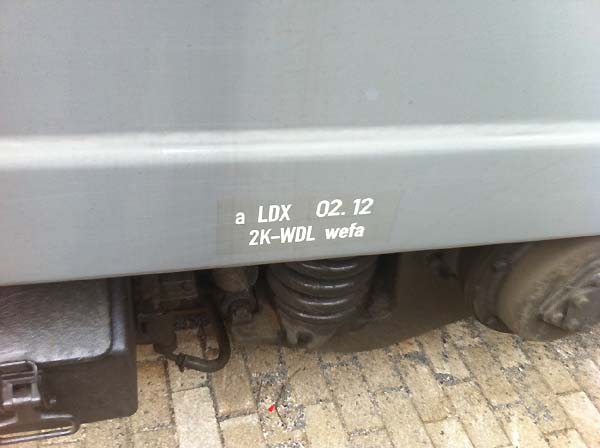 a LDX 02.12
2K-WDL wefa